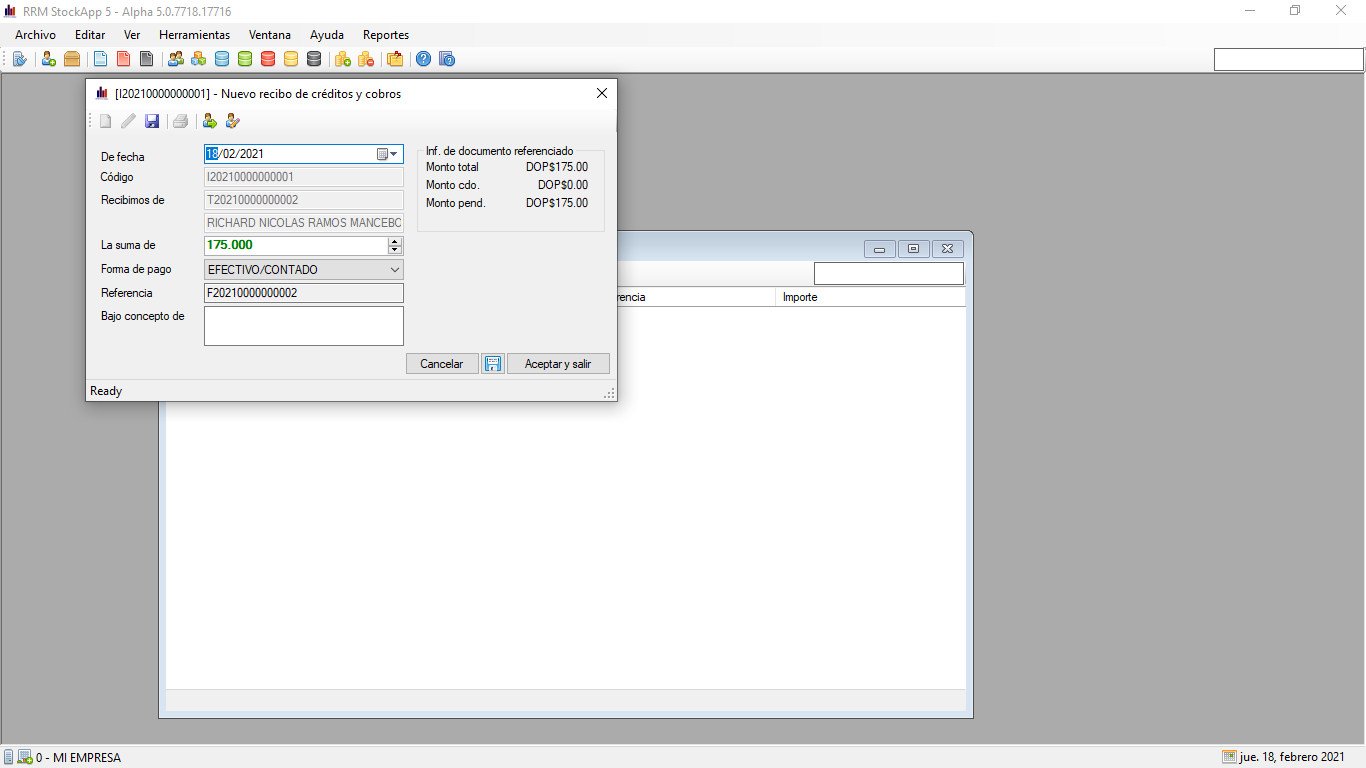 RRM StockApp 5 - Alpha 5.0.7718.17716
Archivo Editar Ver Herramientas Ventana Ayuda Reportes
[I20210000000001] - Nuevo recibo de créditos y cobros
De fecha 18/02/2021
Código I20210000000001
Recibimos de T20210000000002
RICHARD NICOLAS RAMOS MANCEBO
La suma de 175.000
Forma de pago EFECTIVO/CONTADO
Referencia F20210000000002
Bajo concepto de
Inf. de documento referenciado
Monto total DOP$175.00
Monto cdo. DOP$0.00
Monto pend. DOP$175.00
Cancelar Aceptar y salir
Ready
rencia Importe
0 - MI EMPRESA jue. 18, febrero 2021